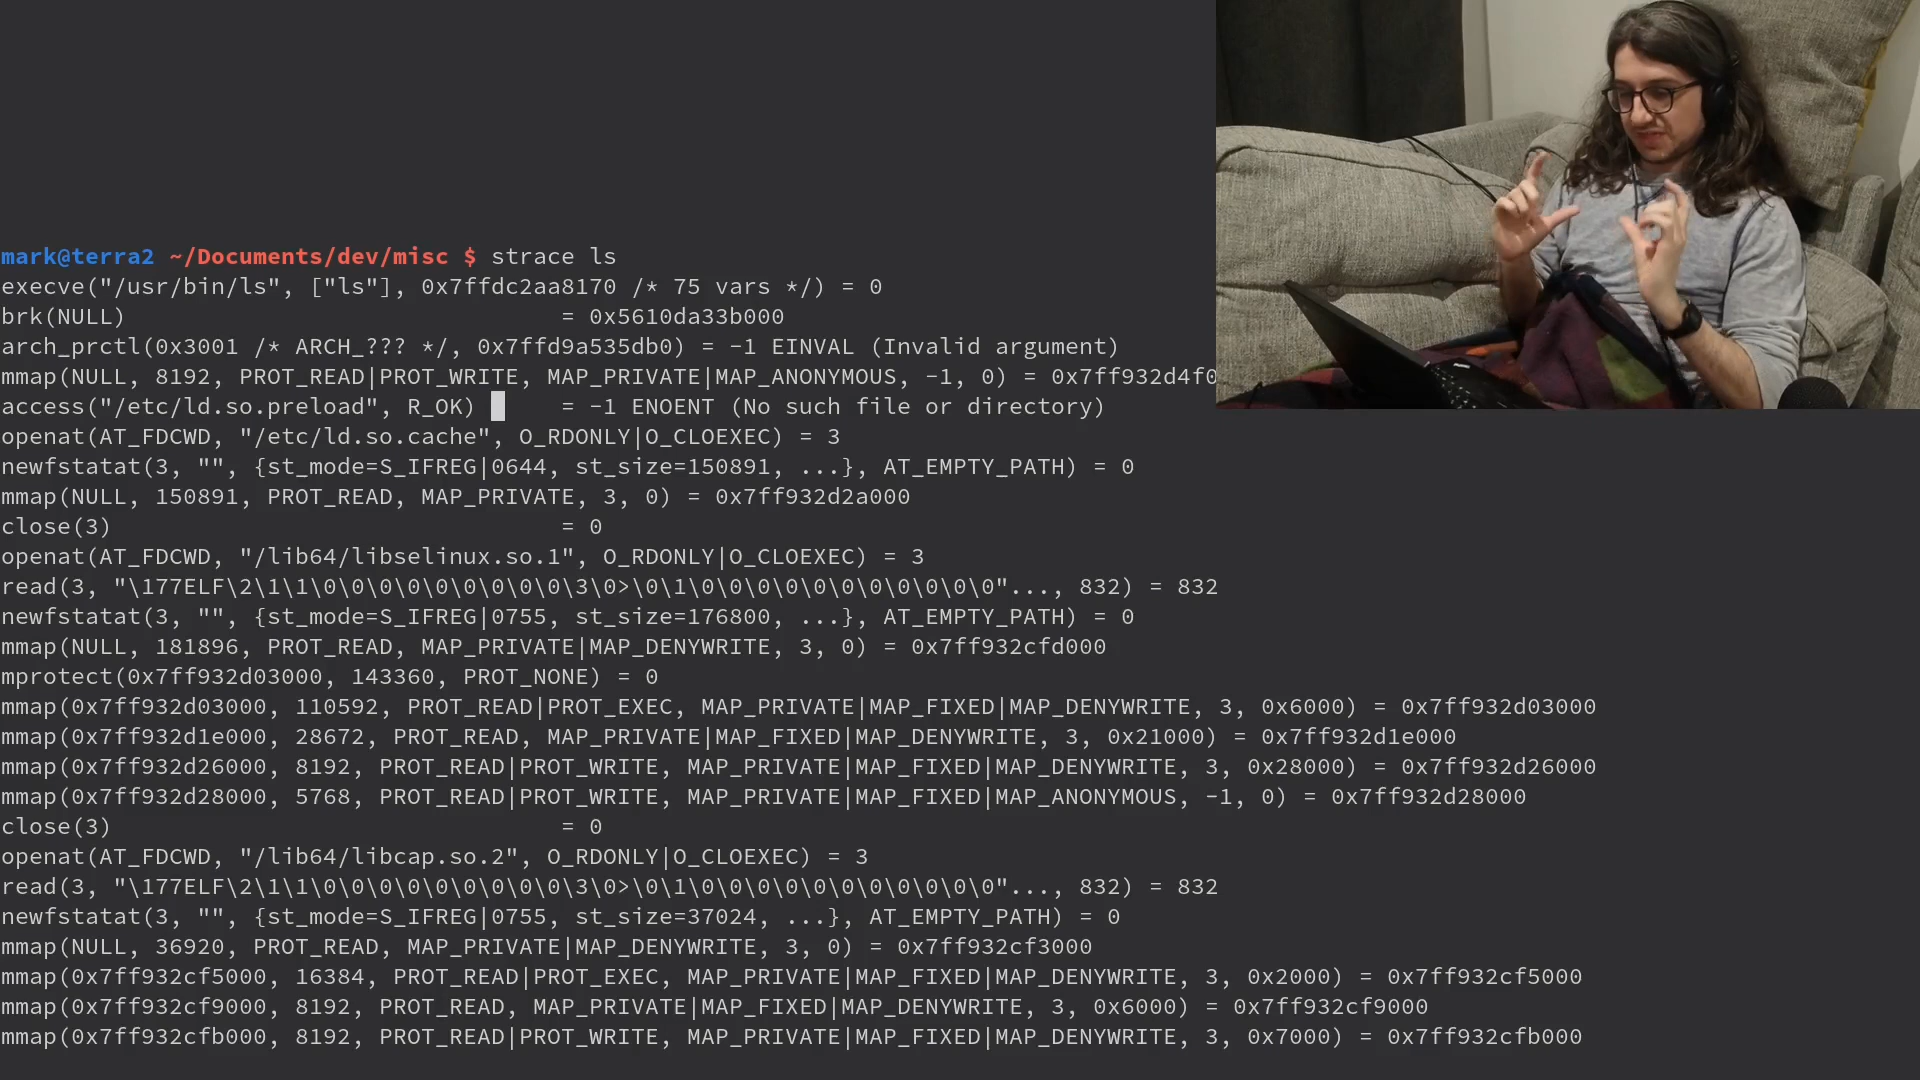 mark@terra2 ~/Documents/dev/misc $ strace ls
execve("/usr/bin/ls", ["ls"], 0x7ffdc2aa8170 /* 75 vars */) = 0
brk(NULL)                               = 0x5610da33b000
arch_prctl(0x3001 /* ARCH_??? */, 0x7ffd9a535db0) = -1 EINVAL (Invalid argument)
mmap(NULL, 8192, PROT_READ|PROT_WRITE, MAP_PRIVATE|MAP_ANONYMOUS, -1, 0) = 0x7ff932d4f0
access("/etc/ld.so.preload", R_OK)      = -1 ENOENT (No such file or directory)
openat(AT_FDCWD, "/etc/ld.so.cache", O_RDONLY|O_CLOEXEC) = 3
newfstatat(3, "", {st_mode=S_IFREG|0644, st_size=150891, ...}, AT_EMPTY_PATH) = 0
mmap(NULL, 150891, PROT_READ, MAP_PRIVATE, 3, 0) = 0x7ff932d2a000
close(3)                                = 0
openat(AT_FDCWD, "/lib64/libselinux.so.1", O_RDONLY|O_CLOEXEC) = 3
read(3, "\177ELF\2\1\1\0\0\0\0\0\0\0\0\0\3\0>\0\1\0\0\0\0\0\0\0\0\0\0\0"..., 832) = 832
newfstatat(3, "", {st_mode=S_IFREG|0755, st_size=176800, ...}, AT_EMPTY_PATH) = 0
mmap(NULL, 181896, PROT_READ, MAP_PRIVATE|MAP_DENYWRITE, 3, 0) = 0x7ff932cfd000
mprotect(0x7ff932d03000, 143360, PROT_NONE) = 0
mmap(0x7ff932d03000, 110592, PROT_READ|PROT_EXEC, MAP_PRIVATE|MAP_FIXED|MAP_DENYWRITE, 3, 0x6000) = 0x7ff932d03000
mmap(0x7ff932d1e000, 28672, PROT_READ, MAP_PRIVATE|MAP_FIXED|MAP_DENYWRITE, 3, 0x21000) = 0x7ff932d1e000
mmap(0x7ff932d26000, 8192, PROT_READ|PROT_WRITE, MAP_PRIVATE|MAP_FIXED|MAP_DENYWRITE, 3, 0x28000) = 0x7ff932d26000
mmap(0x7ff932d28000, 5768, PROT_READ|PROT_WRITE, MAP_PRIVATE|MAP_FIXED|MAP_ANONYMOUS, -1, 0) = 0x7ff932d28000
close(3)                                = 0
openat(AT_FDCWD, "/lib64/libcap.so.2", O_RDONLY|O_CLOEXEC) = 3
read(3, "\177ELF\2\1\1\0\0\0\0\0\0\0\0\0\3\0>\0\1\0\0\0\0\0\0\0\0\0\0\0"..., 832) = 832
newfstatat(3, "", {st_mode=S_IFREG|0755, st_size=37024, ...}, AT_EMPTY_PATH) = 0
mmap(NULL, 36920, PROT_READ, MAP_PRIVATE|MAP_DENYWRITE, 3, 0) = 0x7ff932cf3000
mmap(0x7ff932cf5000, 16384, PROT_READ|PROT_EXEC, MAP_PRIVATE|MAP_FIXED|MAP_DENYWRITE, 3, 0x2000) = 0x7ff932cf5000
mmap(0x7ff932cf9000, 8192, PROT_READ, MAP_PRIVATE|MAP_FIXED|MAP_DENYWRITE, 3, 0x6000) = 0x7ff932cf9000
mmap(0x7ff932cfb000, 8192, PROT_READ|PROT_WRITE, MAP_PRIVATE|MAP_FIXED|MAP_DENYWRITE, 3, 0x7000) = 0x7ff932cfb000